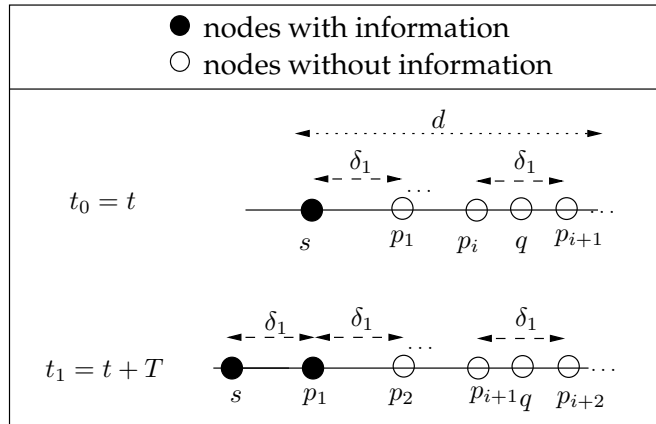 nodes with information
nodes without information
d
δ₁ ... δ₁
t₀ = t ...
s p₁ pᵢ q pᵢ₊₁
δ₁ δ₁ ... δ₁
t₁ = t + T ...
s p₁ p₂ pᵢ₊₁ q pᵢ₊₂